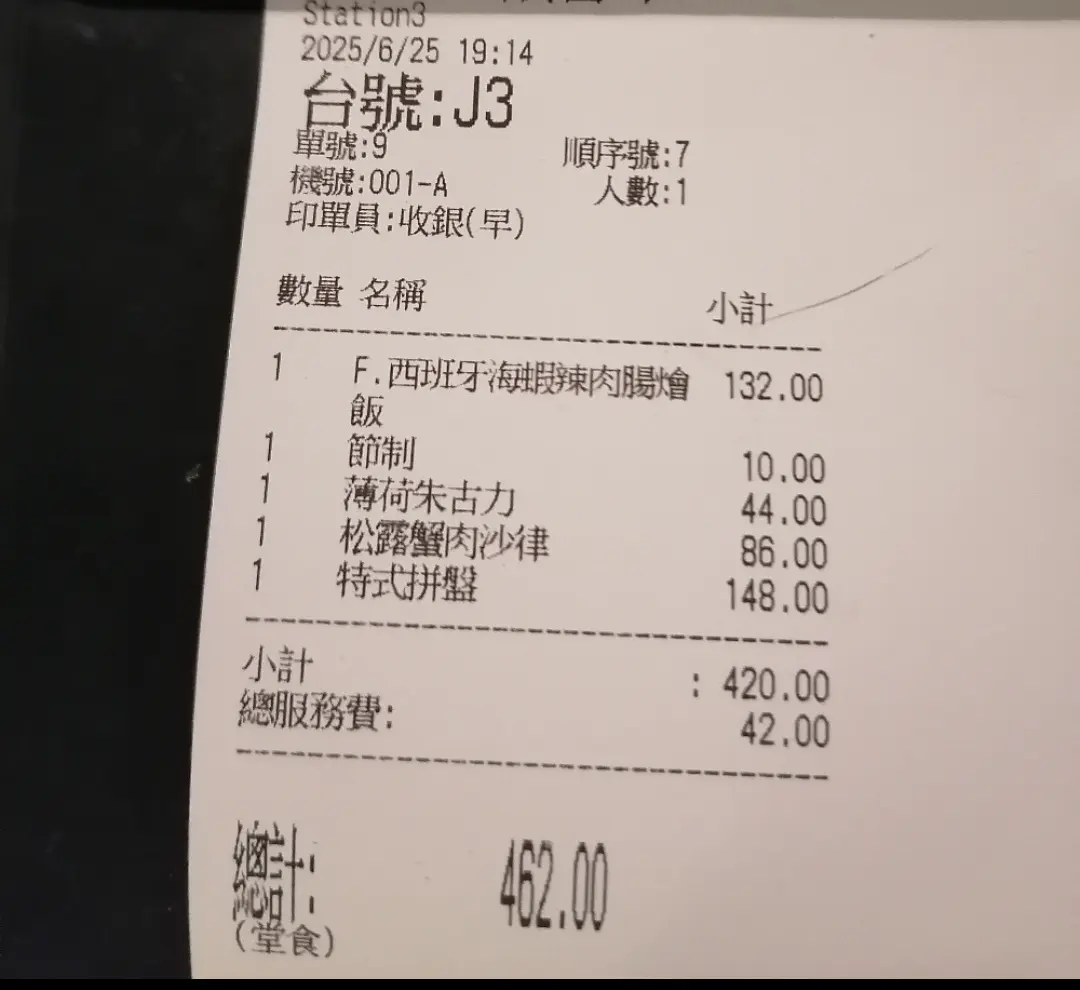 Station3
2025/6/25 19:14
台號:J3
單號:9 順序號:7
機號:001-A 人數:1
印單員:收銀(早)
數量 名稱 小計
1 F.西班牙海蝦辣肉腸燴 132.00
飯
1 節制 10.00
1 薄荷朱古力 44.00
1 松露蟹肉沙律 86.00
1 特式拼盤 148.00
小計 : 420.00
總服務費: 42.00
總計: 462.00
(堂食)